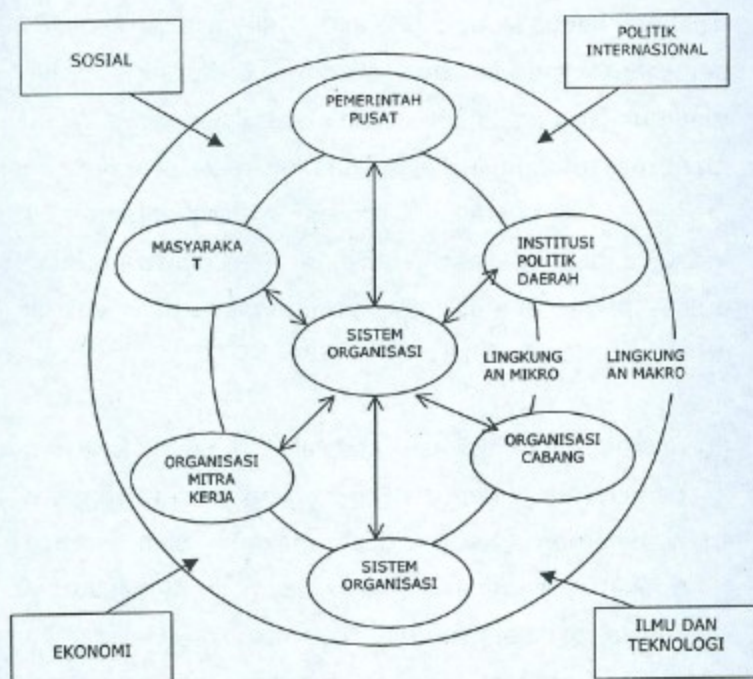 SOSIAL
POLITIK
INTERNASIONAL
PEMERINTAH
PUSAT
MASYARAKA
T
INSTITUSI
POLITIK
DAERAH
SISTEM
ORGANISASI
LINGKUNG
AN MIKRO
LINGKUNG
AN MAKRO
ORGANISASI
MITRA
KERJA
ORGANISASI
CABANG
SISTEM
ORGANISASI
EKONOMI
ILMU DAN
TEKNOLOGI